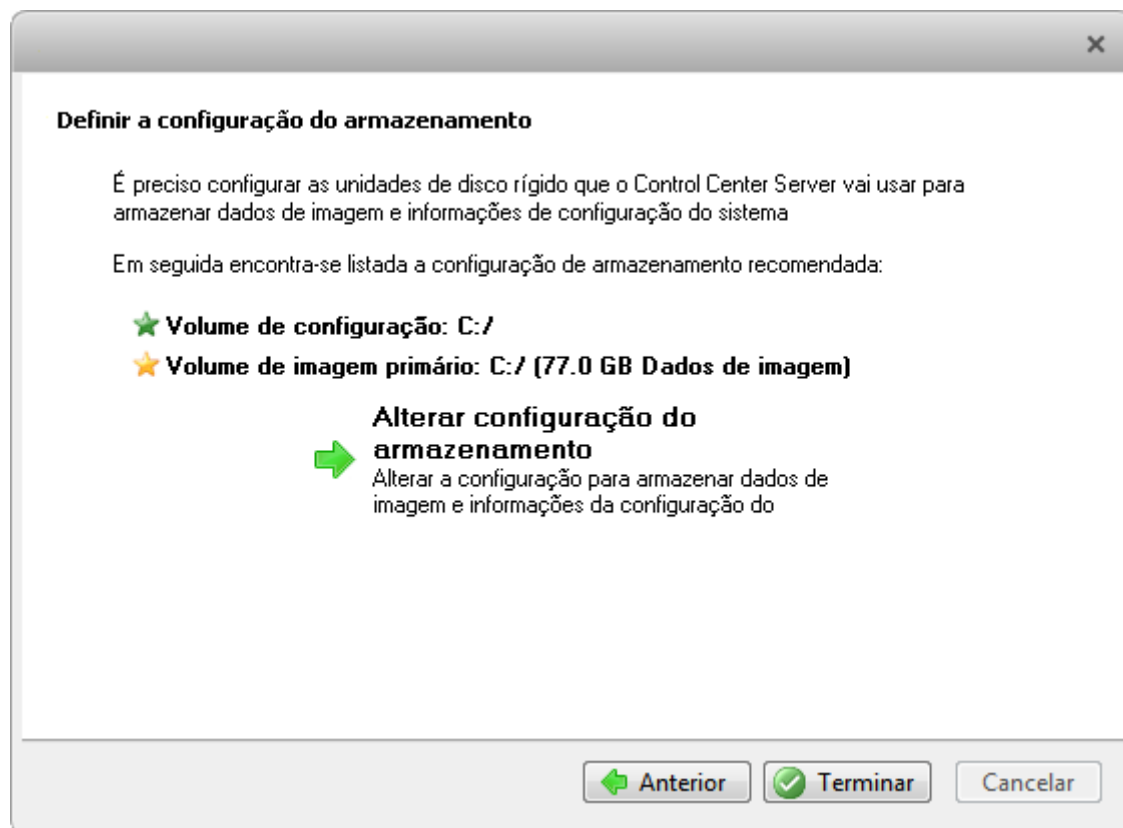 Definir a configuração do armazenamento
É preciso configurar as unidades de disco rígido que o Control Center Server vai usar para
armazenar dados de imagem e informações de configuração do sistema
Em seguida encontra-se listada a configuração de armazenamento recomendada:
Volume de configuração: C:/
Volume de imagem primário: C:/ (77.0 GB Dados de imagem)
Alterar configuração do
armazenamento
Alterar a configuração para armazenar dados de
imagem e informações da configuração do
Anterior
Terminar
Cancelar